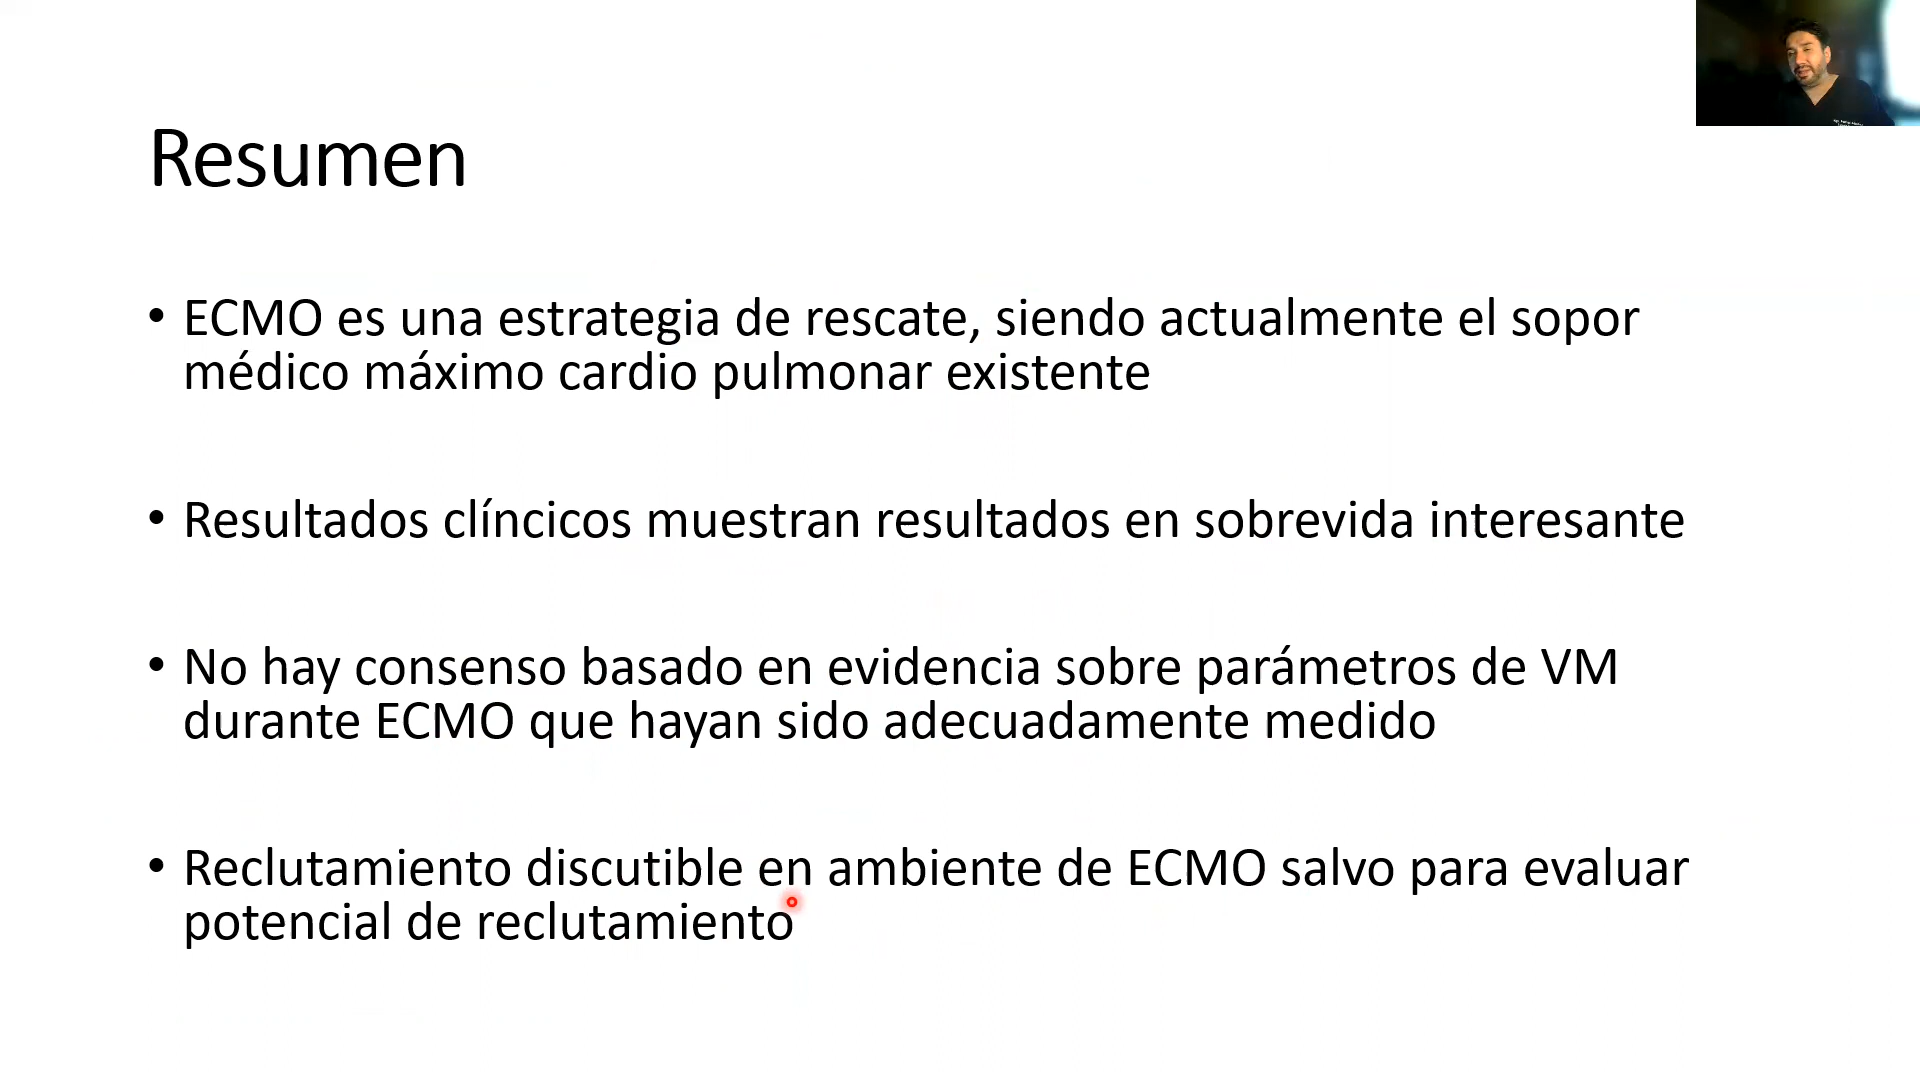 Resumen
• ECMO es una estrategia de rescate, siendo actualmente el sopor
médico máximo cardio pulmonar existente
• Resultados clíncicos muestran resultados en sobrevida interesante
• No hay consenso basado en evidencia sobre parámetros de VM
durante ECMO que hayan sido adecuadamente medido
• Reclutamiento discutible en ambiente de ECMO salvo para evaluar
potencial de reclutamiento